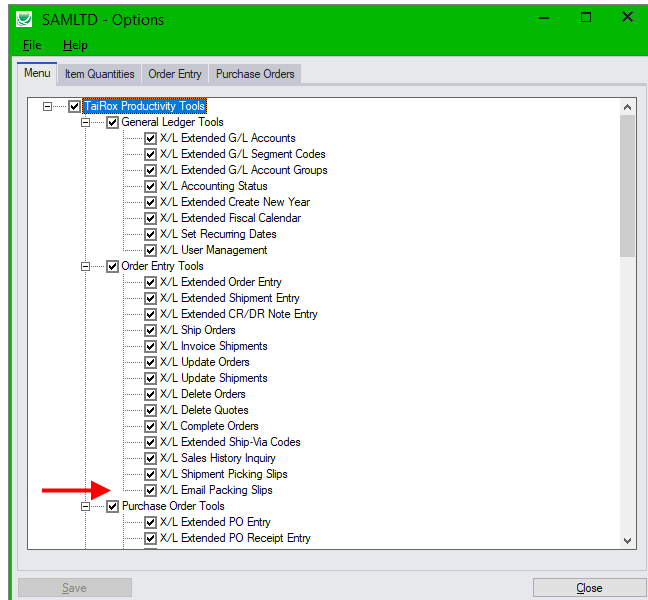 SAMLTD - Options
File Help
Menu Item Quantities Order Entry Purchase Orders
TaiRox Productivity Tools
General Ledger Tools
X/L Extended G/L Accounts
X/L Extended G/L Segment Codes
X/L Extended G/L Account Groups
X/L Accounting Status
X/L Extended Create New Year
X/L Extended Fiscal Calendar
X/L Set Recurring Dates
X/L User Management
Order Entry Tools
X/L Extended Order Entry
X/L Extended Shipment Entry
X/L Extended CR/DR Note Entry
X/L Ship Orders
X/L Invoice Shipments
X/L Update Orders
X/L Update Shipments
X/L Delete Orders
X/L Delete Quotes
X/L Complete Orders
X/L Extended Ship-Via Codes
X/L Sales History Inquiry
X/L Shipment Picking Slips
X/L Email Packing Slips
Purchase Order Tools
X/L Extended PO Entry
X/L Extended PO Receipt Entry
Save Close